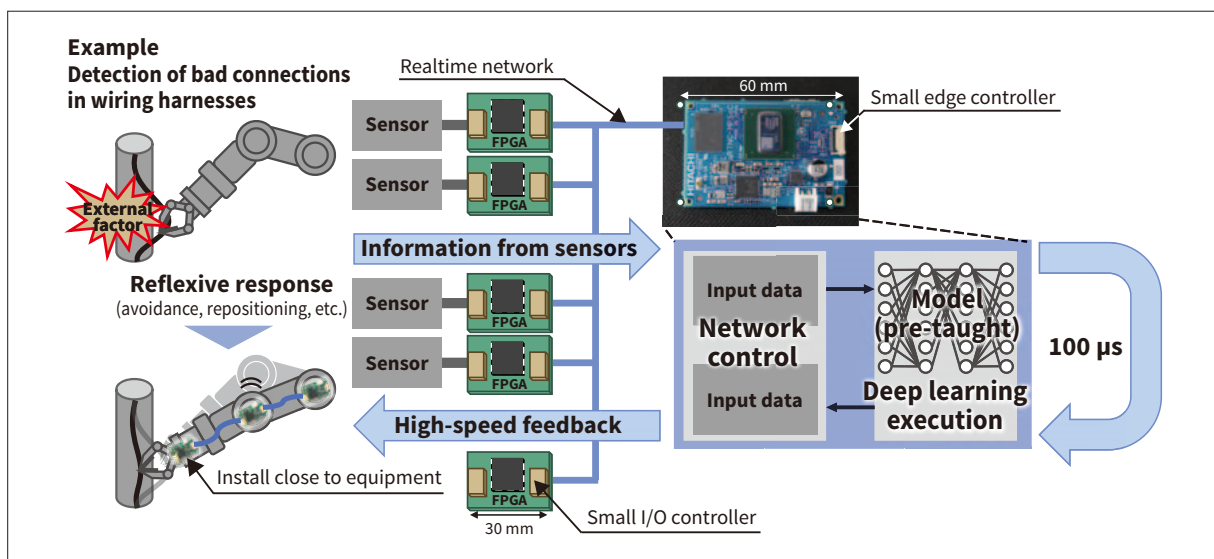 Example
Detection of bad connections
in wiring harnesses
External
factor
Reflexive response
(avoidance, repositioning, etc.)
Install close to equipment
Realtime network
Sensor
FPGA
Sensor
FPGA
Information from sensors
Sensor
FPGA
Sensor
FPGA
High-speed feedback
FPGA
30 mm
Small I/O controller
60 mm
HITACHI
Small edge controller
Input data
Network
control
Input data
Model
(pre-taught)
Deep learning
execution
100 µs